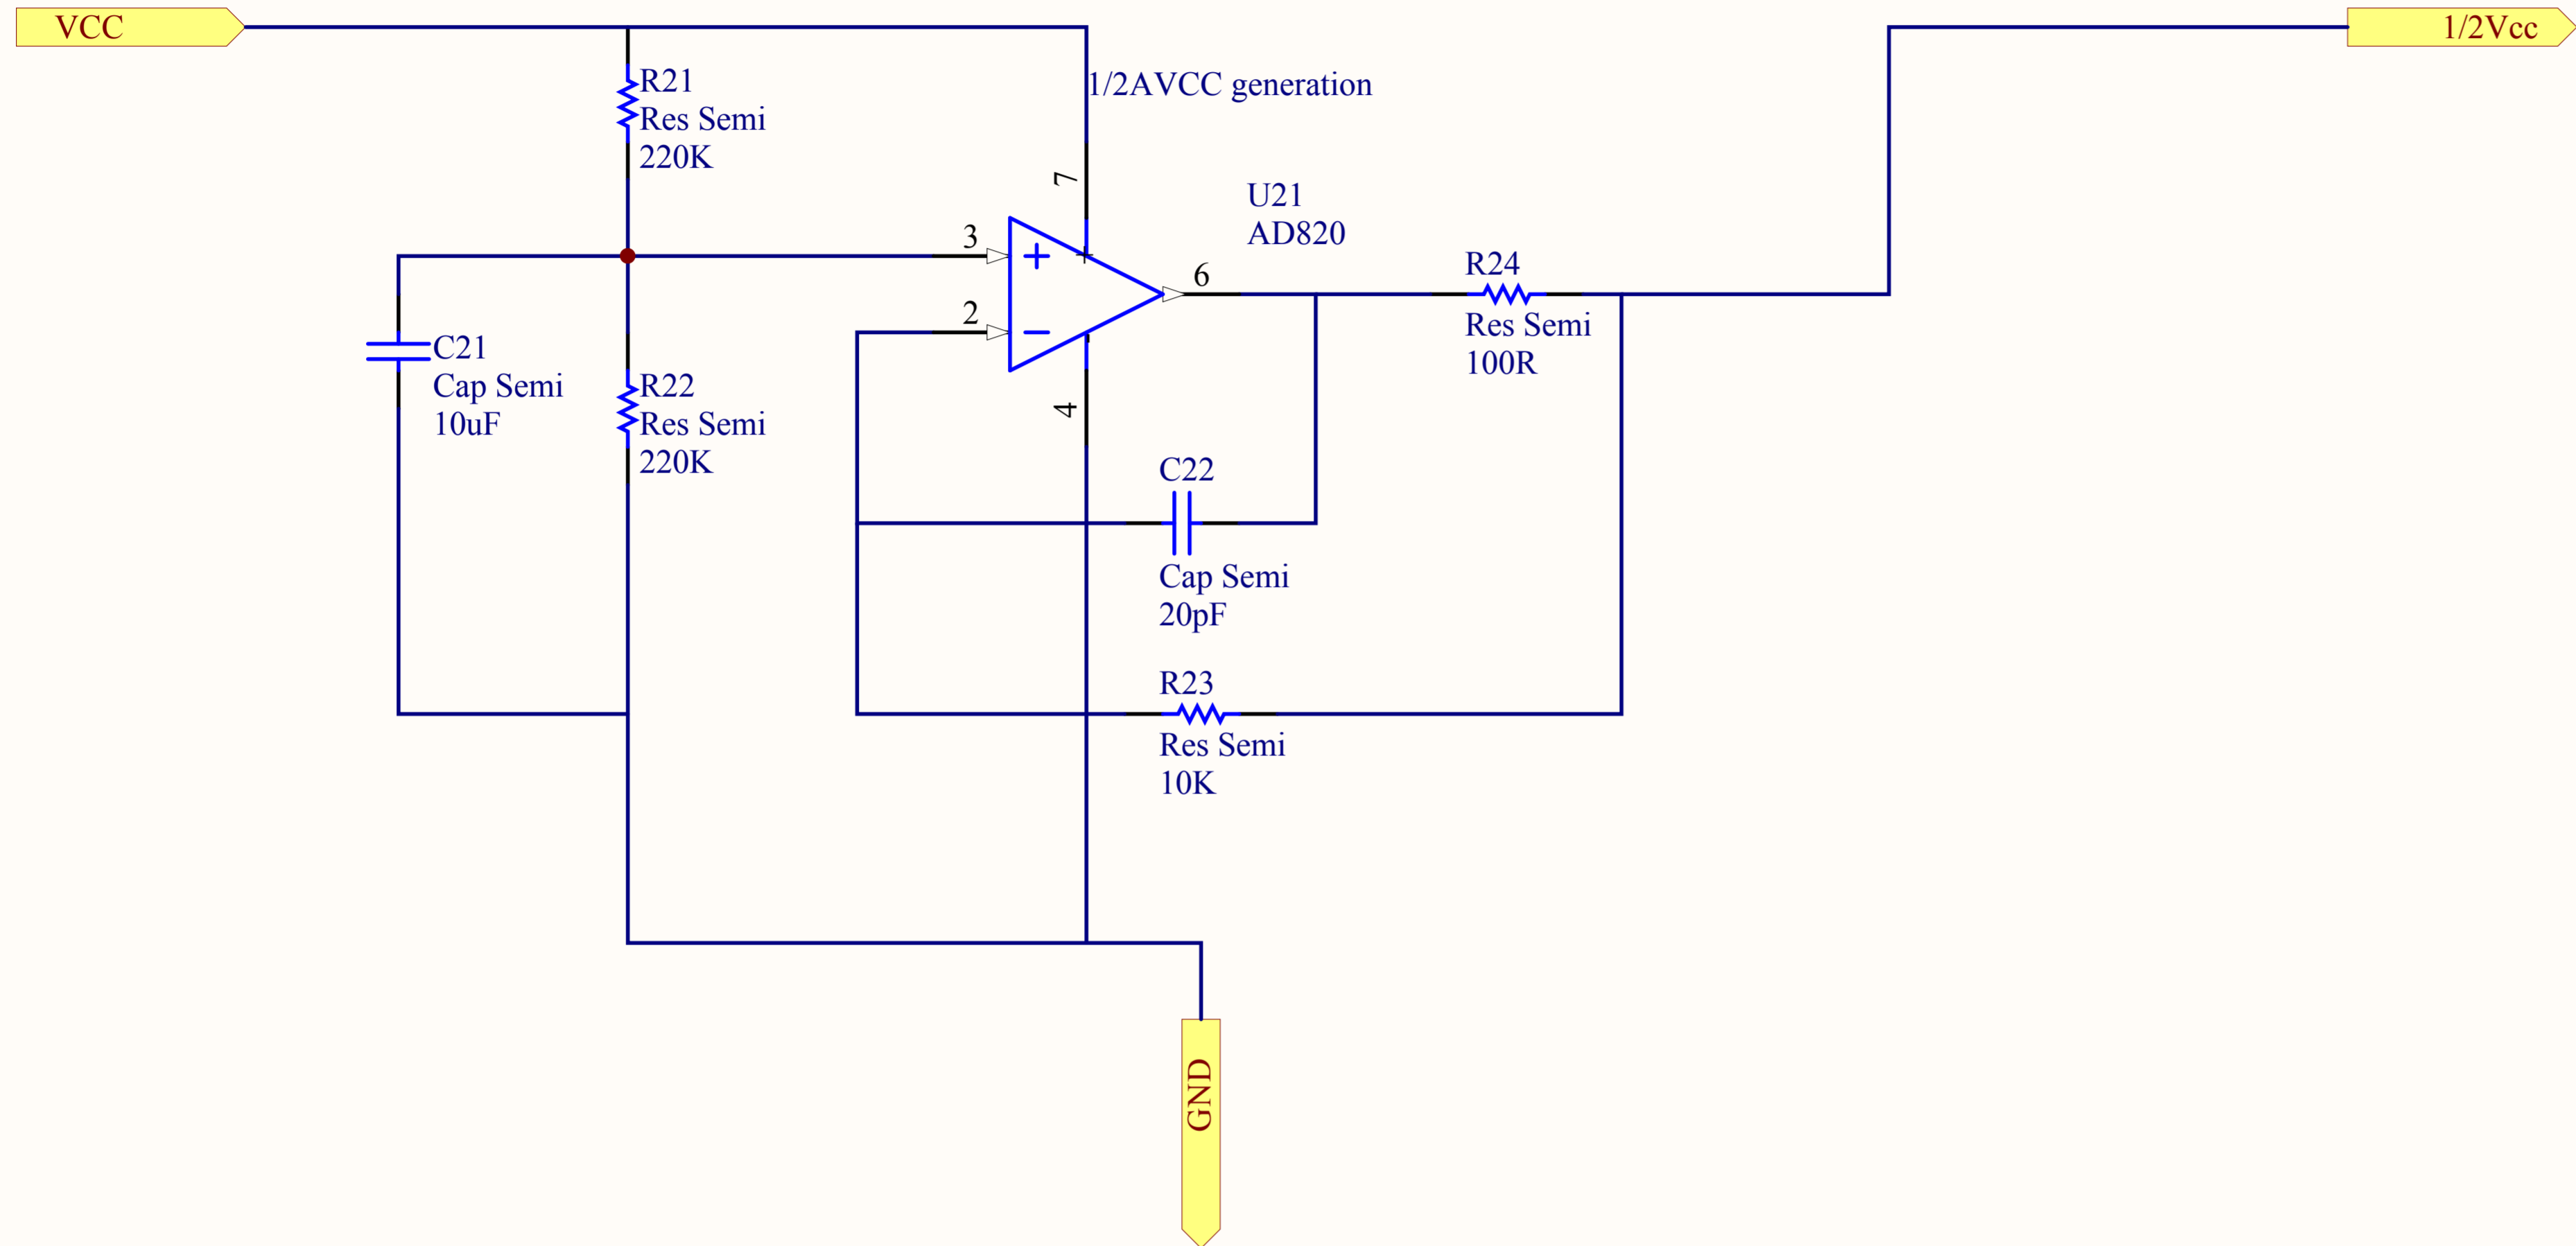 VCC
1/2Vcc
R21
Res Semi
220K
1/2AVCC generation
7
U21
AD820
3
2
6
R24
Res Semi
100R
C21
Cap Semi
10uF
R22
Res Semi
220K
4
C22
Cap Semi
20pF
R23
Res Semi
10K
GND